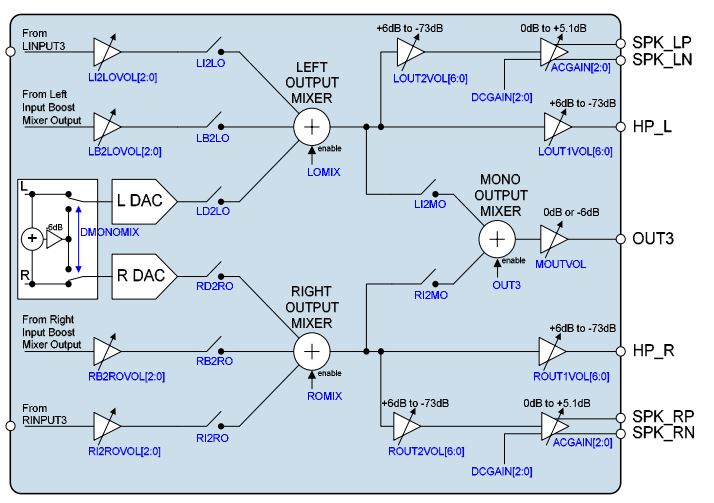 From
LINPUT3
LI2LOVOL[2:0]
LI2LO
LEFT
OUTPUT
MIXER
+6dB to -73dB
LOUT2VOL[6:0]
0dB to +5.1dB
ACGAIN[2:0]
DCGAIN[2:0]
SPK_LP
SPK_LN
From Left
Input Boost
Mixer Output
LB2LOVOL[2:0]
LB2LO
enable
LOMIX
+6dB to -73dB
LOUT1VOL[6:0]
HP_L
L
-6dB
DMONOMIX
R
L DAC
LD2LO
LI2MO
MONO
OUTPUT
MIXER
enable
OUT3
0dB or -6dB
MOUTVOL
OUT3
R DAC
RD2RO
RI2MO
RIGHT
OUTPUT
MIXER
From Right
Input Boost
Mixer Output
RB2ROVOL[2:0]
RB2RO
enable
ROMIX
+6dB to -73dB
ROUT1VOL[6:0]
HP_R
From
RINPUT3
RI2ROVOL[2:0]
RI2RO
+6dB to -73dB
ROUT2VOL[6:0]
0dB to +5.1dB
ACGAIN[2:0]
DCGAIN[2:0]
SPK_RP
SPK_RN